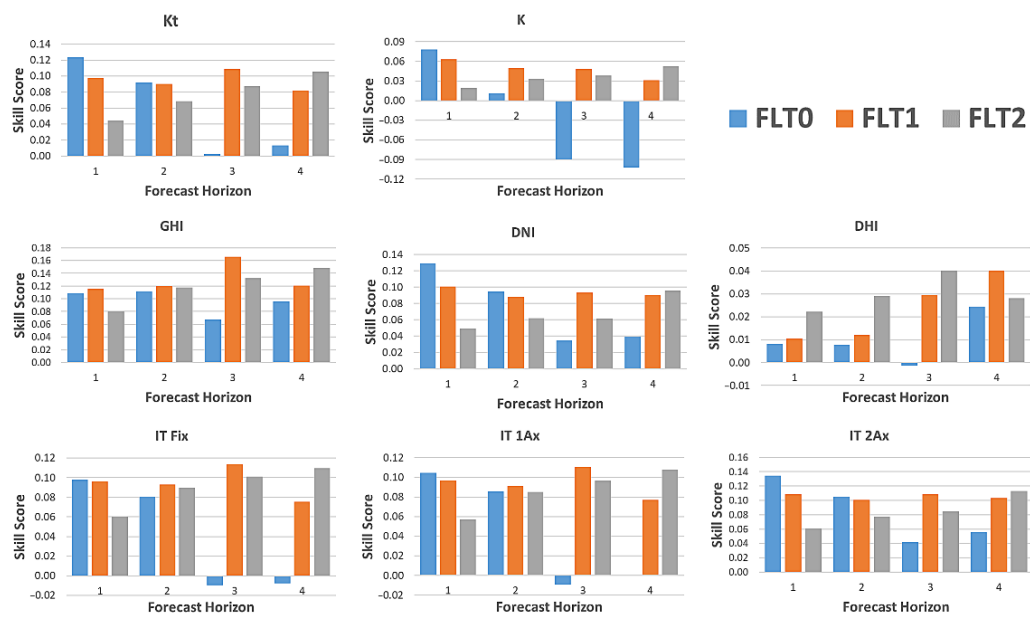 Kt
Skill Score
0.14
0.12
0.10
0.08
0.06
0.04
0.02
0.00
1 2 3 4
Forecast Horizon
K
Skill Score
0.09
0.06
0.03
0.00
−0.03
−0.06
−0.09
−0.12
1 2 3 4
Forecast Horizon
FLT0 FLT1 FLT2
GHI
Skill Score
0.18
0.16
0.14
0.12
0.10
0.08
0.06
0.04
0.02
0.00
1 2 3 4
Forecast Horizon
DNI
Skill Score
0.14
0.12
0.10
0.08
0.06
0.04
0.02
0.00
1 2 3 4
Forecast Horizon
DHI
Skill Score
0.05
0.04
0.03
0.02
0.01
0.00
−0.01
1 2 3 4
Forecast Horizon
IT Fix
Skill Score
0.12
0.10
0.08
0.06
0.04
0.02
0.00
−0.02
1 2 3 4
Forecast Horizon
IT 1Ax
Skill Score
0.12
0.10
0.08
0.06
0.04
0.02
0.00
−0.02
1 2 3 4
Forecast Horizon
IT 2Ax
Skill Score
0.16
0.14
0.12
0.10
0.08
0.06
0.04
0.02
0.00
1 2 3 4
Forecast Horizon